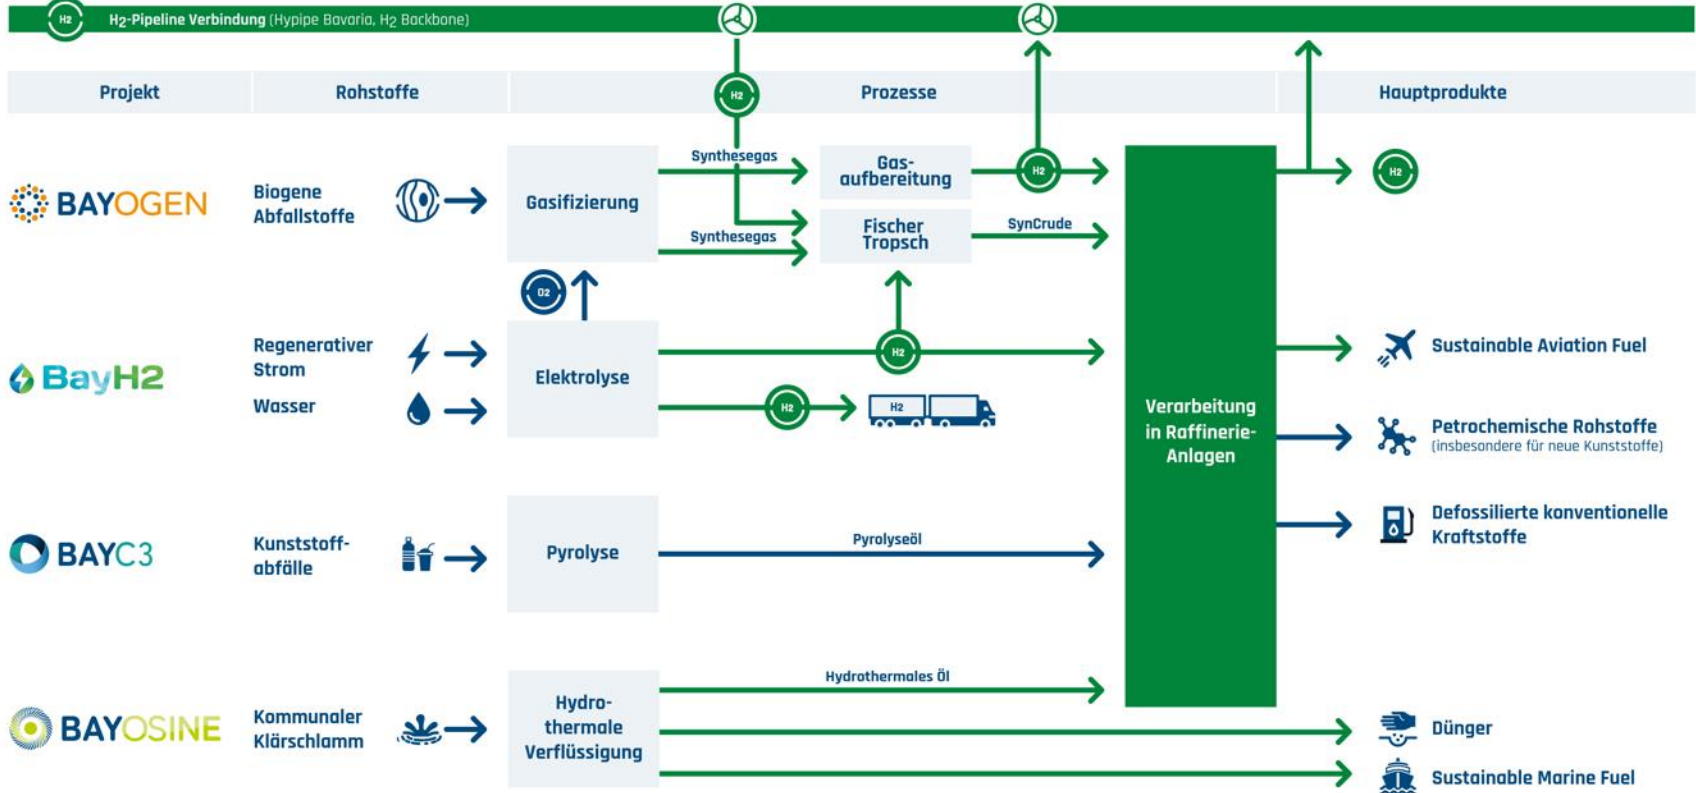 H2
H2-Pipeline Verbindung (Hypipe Bavaria, H2 Backbone)
Projekt
Rohstoffe
H2
Prozesse
Hauptprodukte
BAYOGEN
Biogene
Abfallstoffe
Gasifizierung
Synthesegas
Synthesegas
Gas-
aufbereitung
Fischer
Tropsch
H2
SynCrude
H2
O2
BayH2
Regenerativer
Strom
Wasser
Elektrolyse
H2
H2
H2
Verarbeitung
in Raffinerie-
Anlagen
Sustainable Aviation Fuel
Petrochemische Rohstoffe
(insbesondere für neue Kunststoffe)
Defossilierte konventionelle
Kraftstoffe
BAYC3
Kunststoff-
abfälle
Pyrolyse
Pyrolyseöl
BAYOSINE
Kommunaler
Klärschlamm
Hydro-
thermale
Verflüssigung
Hydrothermales Öl
Dünger
Sustainable Marine Fuel